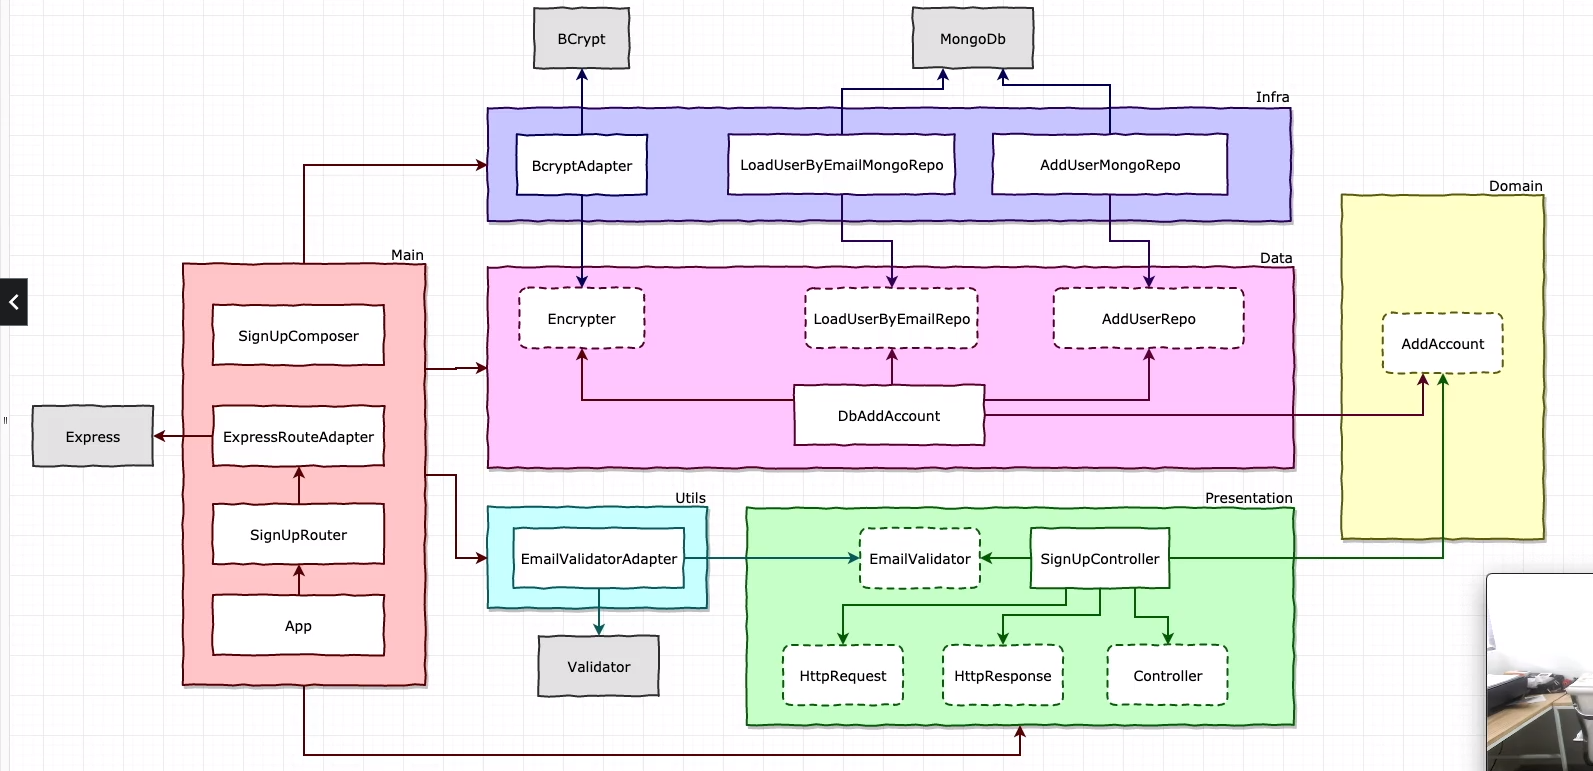 BCrypt
MongoDb
Infra
BcryptAdapter
LoadUserByEmailMongoRepo
AddUserMongoRepo
Domain
Main
Data
SignUpComposer
Encrypter
LoadUserByEmailRepo
AddUserRepo
AddAccount
Express
ExpressRouteAdapter
DbAddAccount
Utils
Presentation
SignUpRouter
EmailValidatorAdapter
EmailValidator
SignUpController
App
Validator
HttpRequest
HttpResponse
Controller